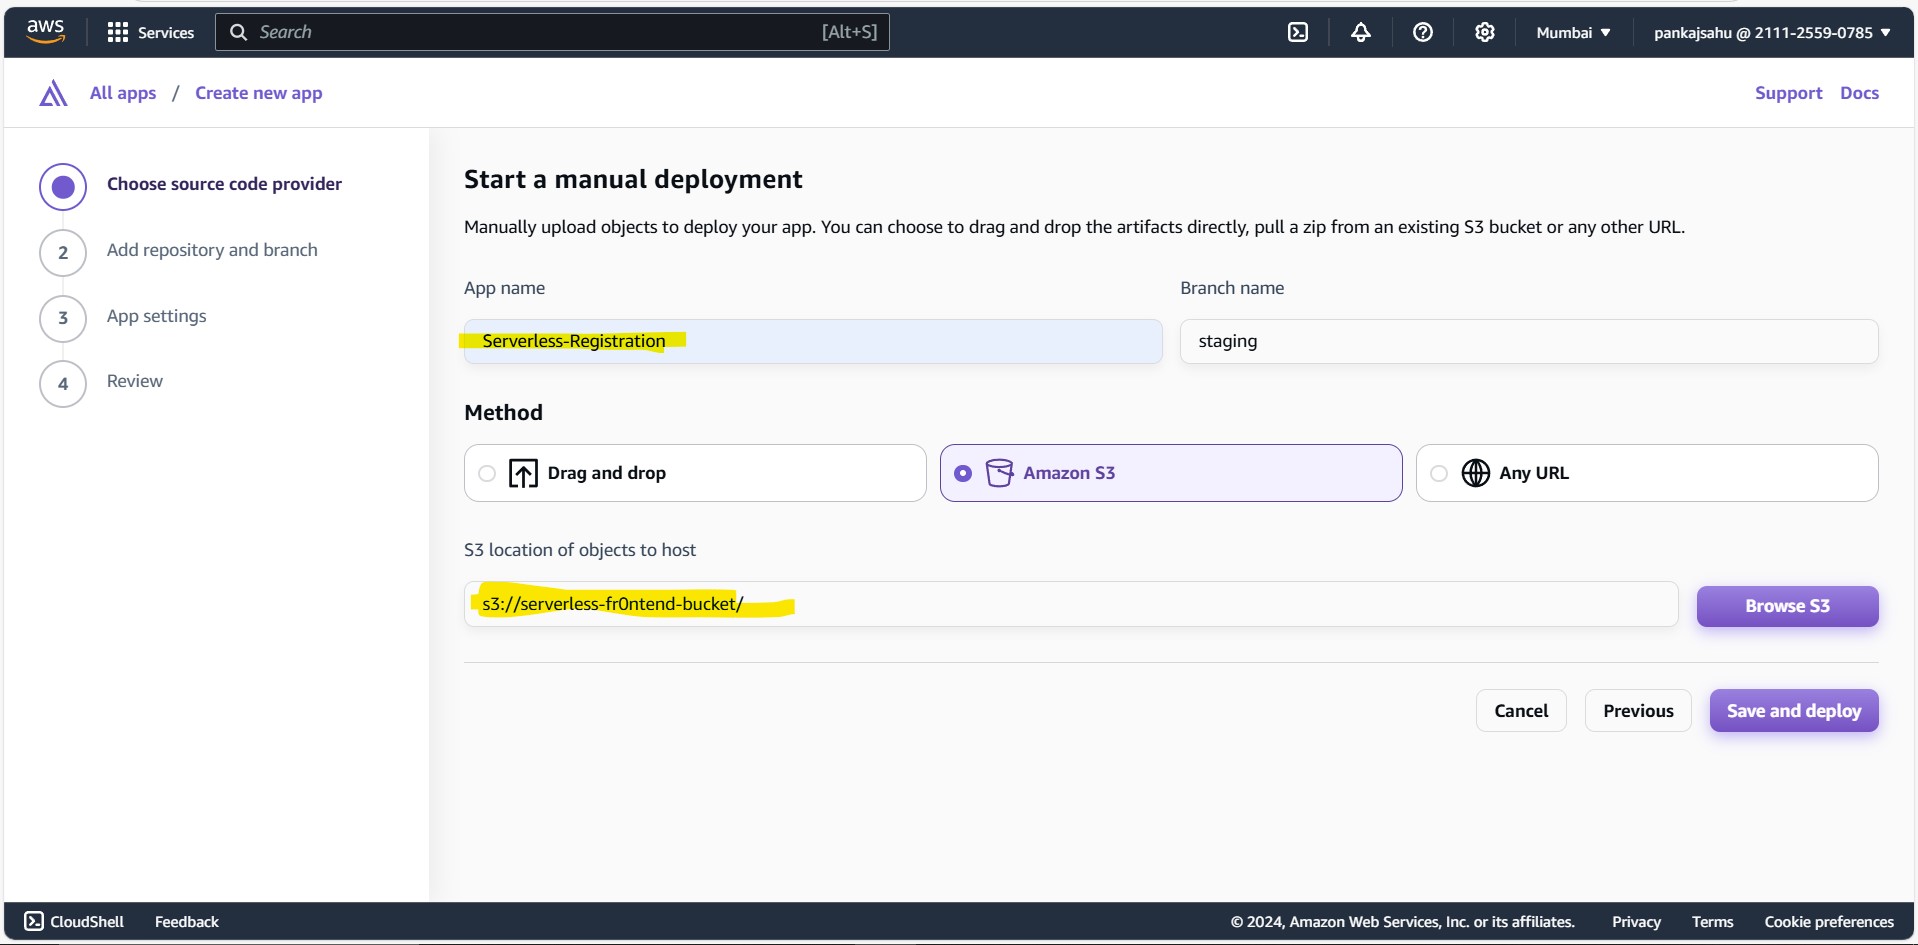 aws Services Search [Alt+S] Mumbai ▼ pankajsahu @ 2111-2559-0785 ▼
All apps / Create new app Support Docs
Choose source code provider
2 Add repository and branch
3 App settings
4 Review
Start a manual deployment
Manually upload objects to deploy your app. You can choose to drag and drop the artifacts directly, pull a zip from an existing S3 bucket or any other URL.
App name Branch name
Serverless-Registration staging
Method
Drag and drop Amazon S3 Any URL
S3 location of objects to host
s3://serverless-fr0ntend-bucket/ Browse S3
Cancel Previous Save and deploy
CloudShell Feedback © 2024, Amazon Web Services, Inc. or its affiliates. Privacy Terms Cookie preferences